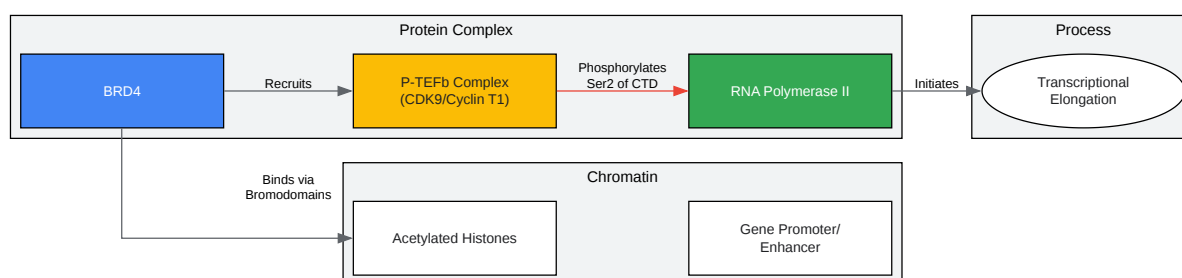 Protein Complex
Process
BRD4
Recruits
P-TEFb Complex
(CDK9/Cyclin T1)
Phosphorylates
Ser2 of CTD
RNA Polymerase II
Initiates
Transcriptional
Elongation
Binds via
Bromodomains
Chromatin
Acetylated Histones
Gene Promoter/
Enhancer